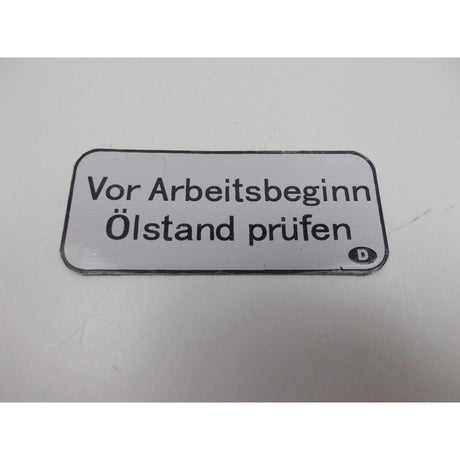 Vor Arbeitsbeginn
Ölstand prüfen
D